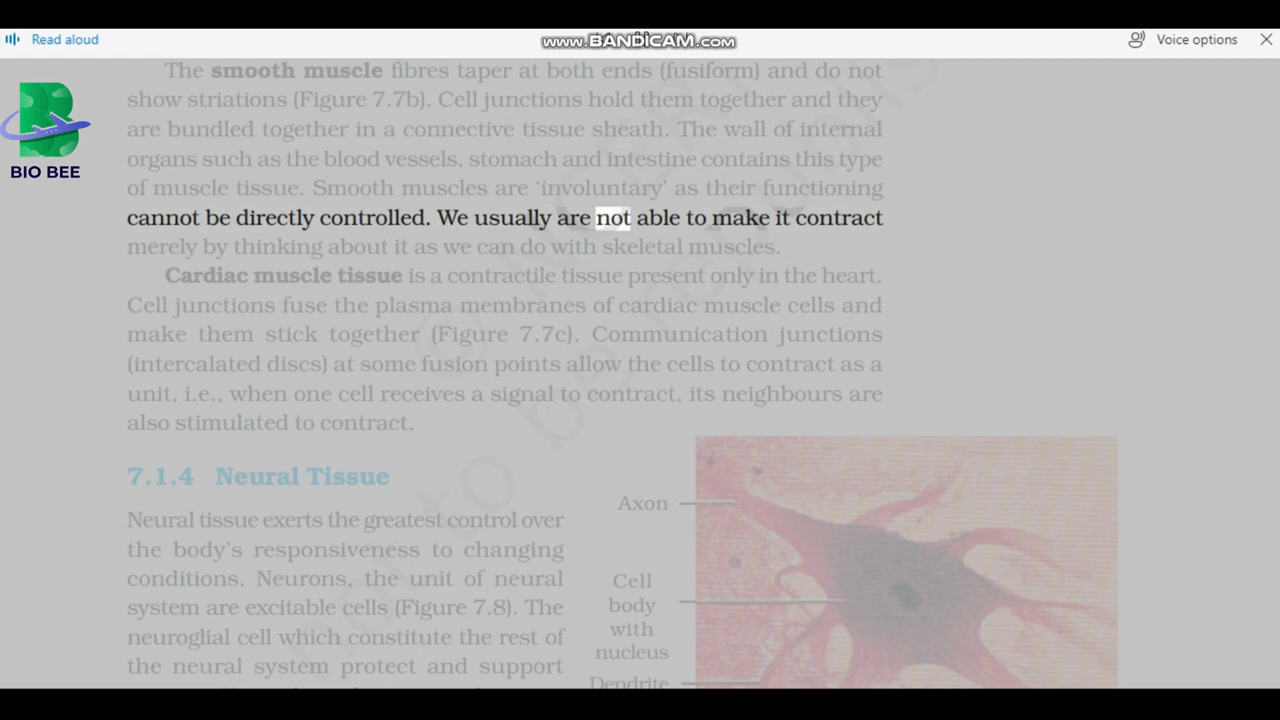 Read aloud
www.BANDICAM.com
Voice options
BIO BEE
The smooth muscle fibres taper at both ends (fusiform) and do not
show striations (Figure 7.7b). Cell junctions hold them together and they
are bundled together in a connective tissue sheath. The wall of internal
organs such as the blood vessels, stomach and intestine contains this type
of muscle tissue. Smooth muscles are ‘involuntary’ as their functioning
cannot be directly controlled. We usually are not able to make it contract
merely by thinking about it as we can do with skeletal muscles.
Cardiac muscle tissue is a contractile tissue present only in the heart.
Cell junctions fuse the plasma membranes of cardiac muscle cells and
make them stick together (Figure 7.7c). Communication junctions
(intercalated discs) at some fusion points allow the cells to contract as a
unit, i.e., when one cell receives a signal to contract, its neighbours are
also stimulated to contract.
7.1.4 Neural Tissue
Neural tissue exerts the greatest control over
the body’s responsiveness to changing
conditions. Neurons, the unit of neural
system are excitable cells (Figure 7.8). The
neuroglial cell which constitute the rest of
the neural system protect and support
Axon
Cell
body
with
nucleus
Dendrite